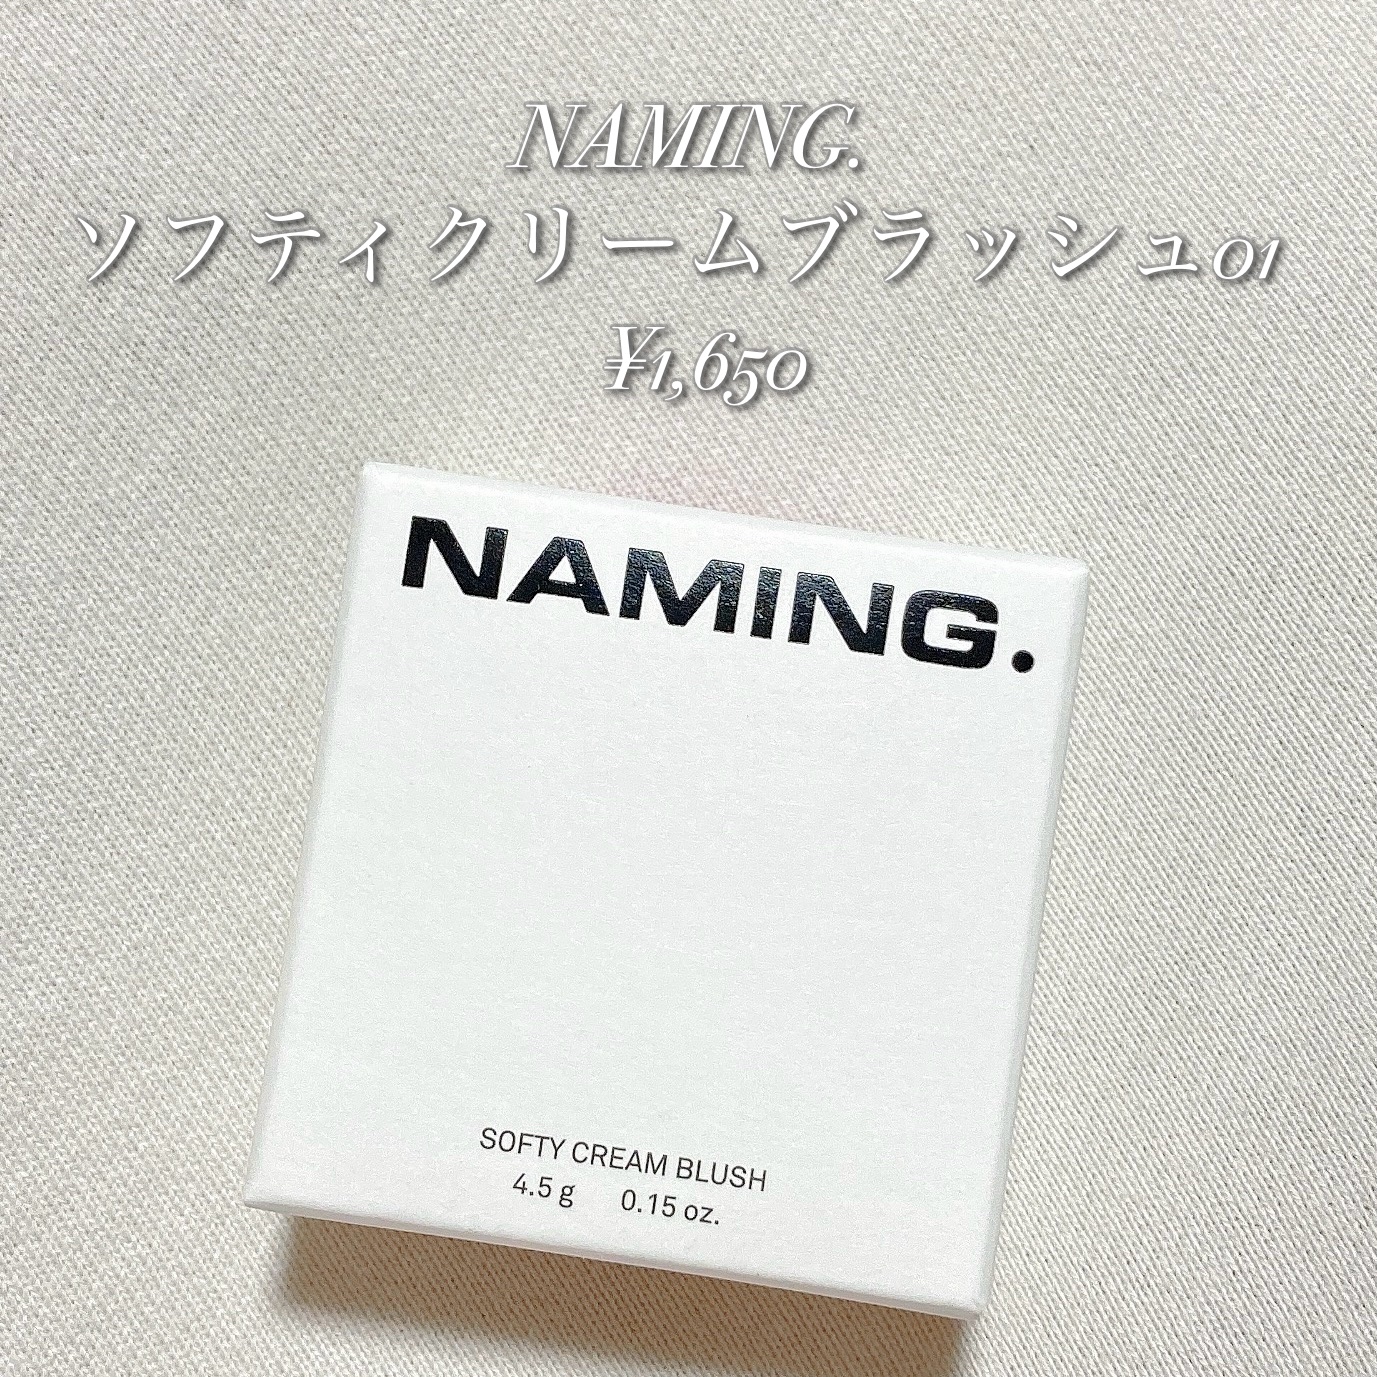 NAMING.
ソフティクリームブラッシュ01
¥1,650
NAMING.
SOFTY CREAM BLUSH
4.5 g 0.15 oz.